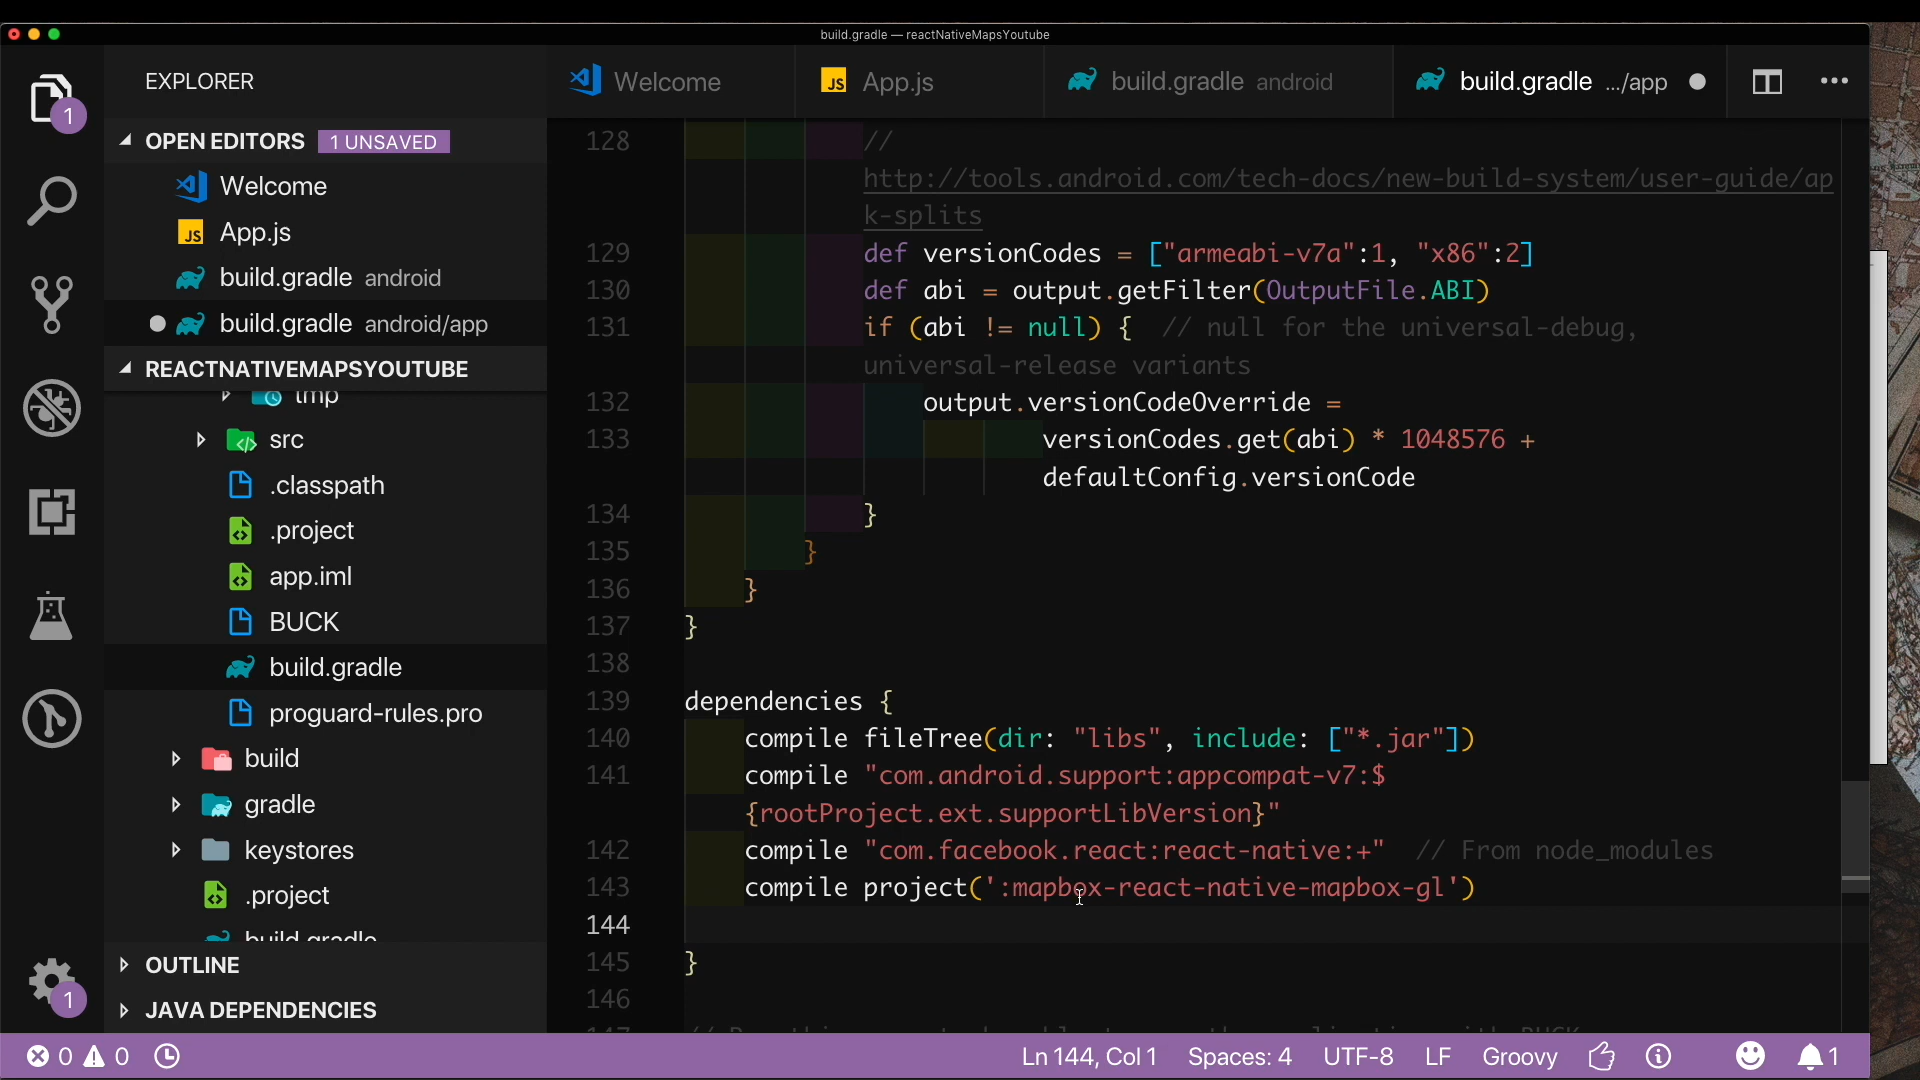 build.gradle — reactNativeMapsYoutube
EXPLORER
Welcome
JS App.js
build.gradle android
build.gradle .../app
1
OPEN EDITORS 1 UNSAVED
Welcome
JS App.js
build.gradle android
build.gradle android/app
REACTNATIVEMAPSYOUTUBE
tmp
src
.classpath
.project
app.iml
BUCK
build.gradle
proguard-rules.pro
build
gradle
keystores
.project
build.gradle
OUTLINE
JAVA DEPENDENCIES
1
128 //
http://tools.android.com/tech-docs/new-build-system/user-guide/ap
k-splits
129 def versionCodes = ["armeabi-v7a":1, "x86":2]
130 def abi = output.getFilter(OutputFile.ABI)
131 if (abi != null) { // null for the universal-debug,
universal-release variants
132 output.versionCodeOverride =
133 versionCodes.get(abi) * 1048576 +
defaultConfig.versionCode
134 }
135 }
136 }
137 }
138
139 dependencies {
140 compile fileTree(dir: "libs", include: ["*.jar"])
141 compile "com.android.support:appcompat-v7:$
{rootProject.ext.supportLibVersion}"
142 compile "com.facebook.react:react-native:+" // From node_modules
143 compile project(':mapbox-react-native-mapbox-gl')
144
145 }
146
0 0
Ln 144, Col 1 Spaces: 4 UTF-8 LF Groovy 1